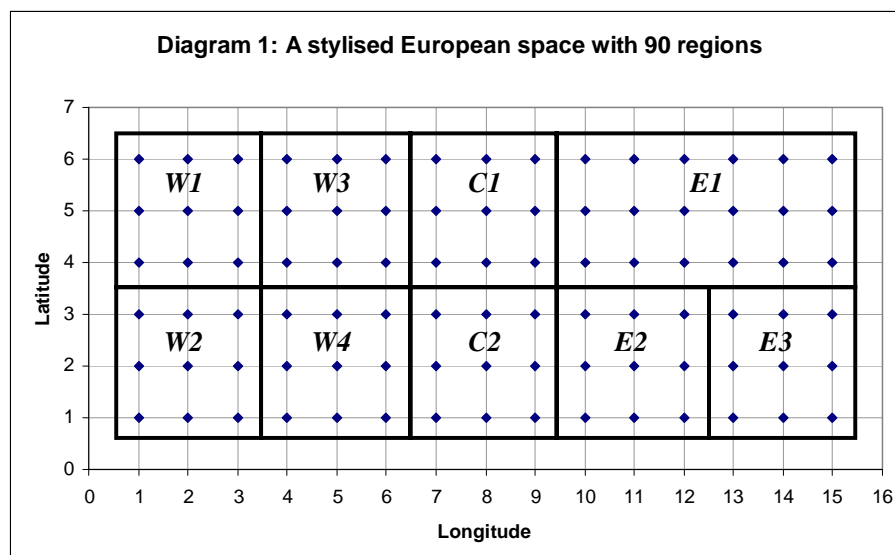 Diagram 1: A stylised European space with 90 regions
7
6
5
4
3
2
1
0
Latitude
W1 W3 C1 E1
W2 W4 C2 E2 E3
0 1 2 3 4 5 6 7 8 9 10 11 12 13 14 15 16
Longitude